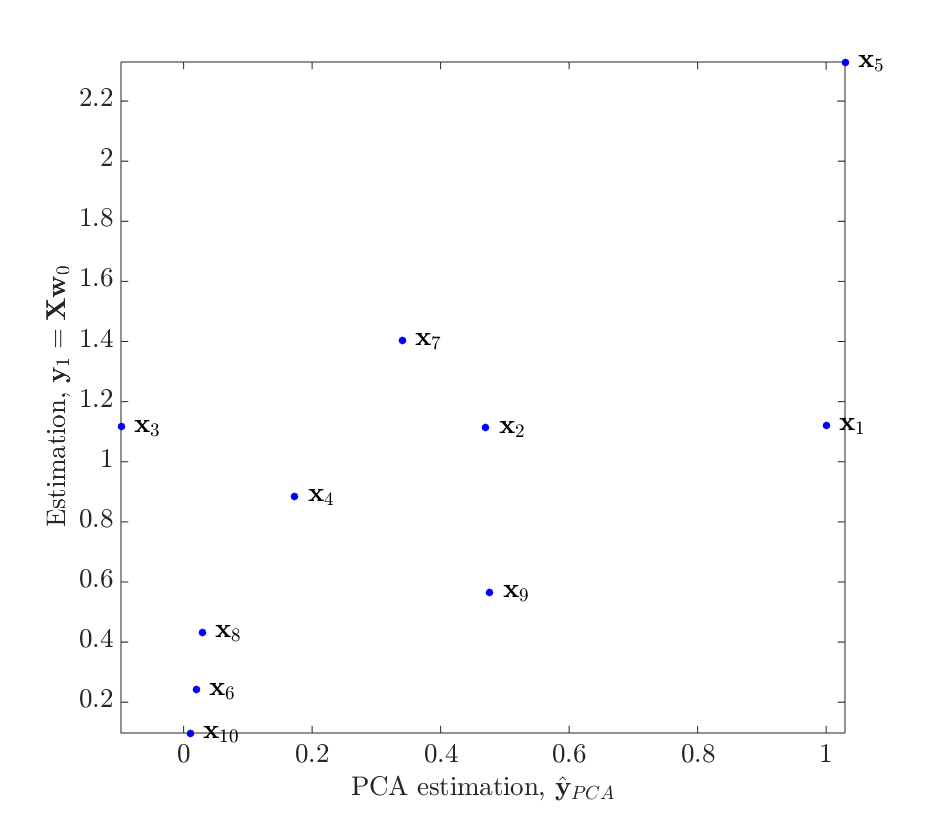 x₅
2.2
2
1.8
1.6
1.4
x₇
1.2
x₃
x₂
x₁
1
x₄
0.8
0.6
x₉
0.4
x₈
0.2
x₆
x₁₀
0 0.2 0.4 0.6 0.8 1
PCA estimation, ŷ_PCA
Estimation, y₁ = Xw₀